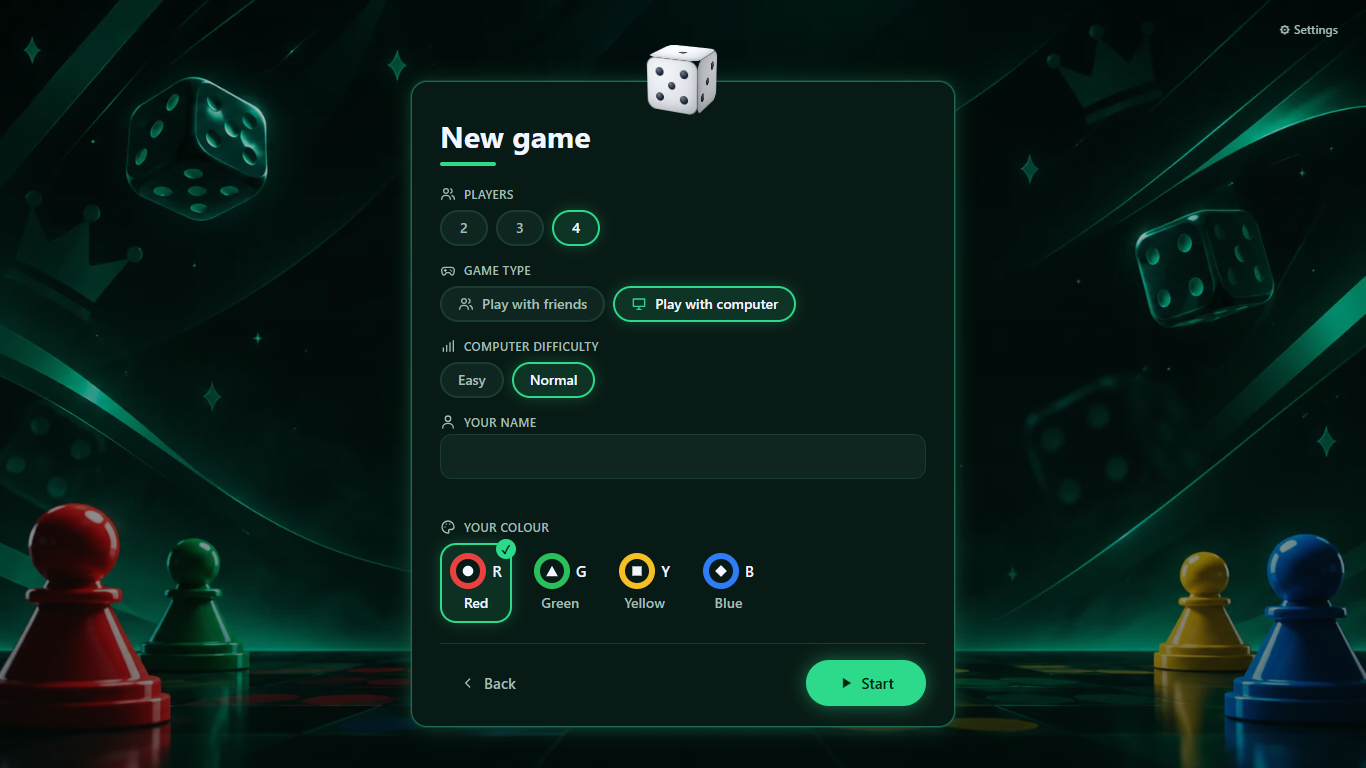 Settings
New game
PLAYERS
2 3 4
GAME TYPE
Play with friends Play with computer
COMPUTER DIFFICULTY
Easy Normal
YOUR NAME
YOUR COLOUR
R G Y B
Red Green Yellow Blue
Back Start